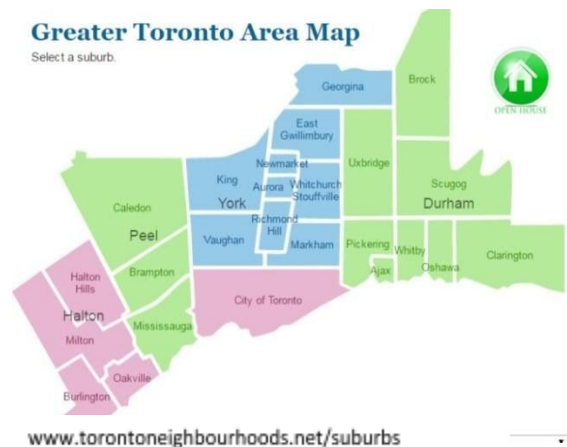 Greater Toronto Area Map
Select a suburb.
OPEN HOUSE
Brock
Georgina
East
Gwillimbury
Newmarket
Uxbridge
King
Aurora
Whitchurch
Stouffville
Scugog
York
Durham
Caledon
Richmond
Hill
Peel
Vaughan
Markham
Pickering
Whitby
Clarington
Ajax
Oshawa
Brampton
Halton
Hills
City of Toronto
Halton
Mississauga
Milton
Oakville
Burlington
www.torontoneighbourhoods.net/suburbs